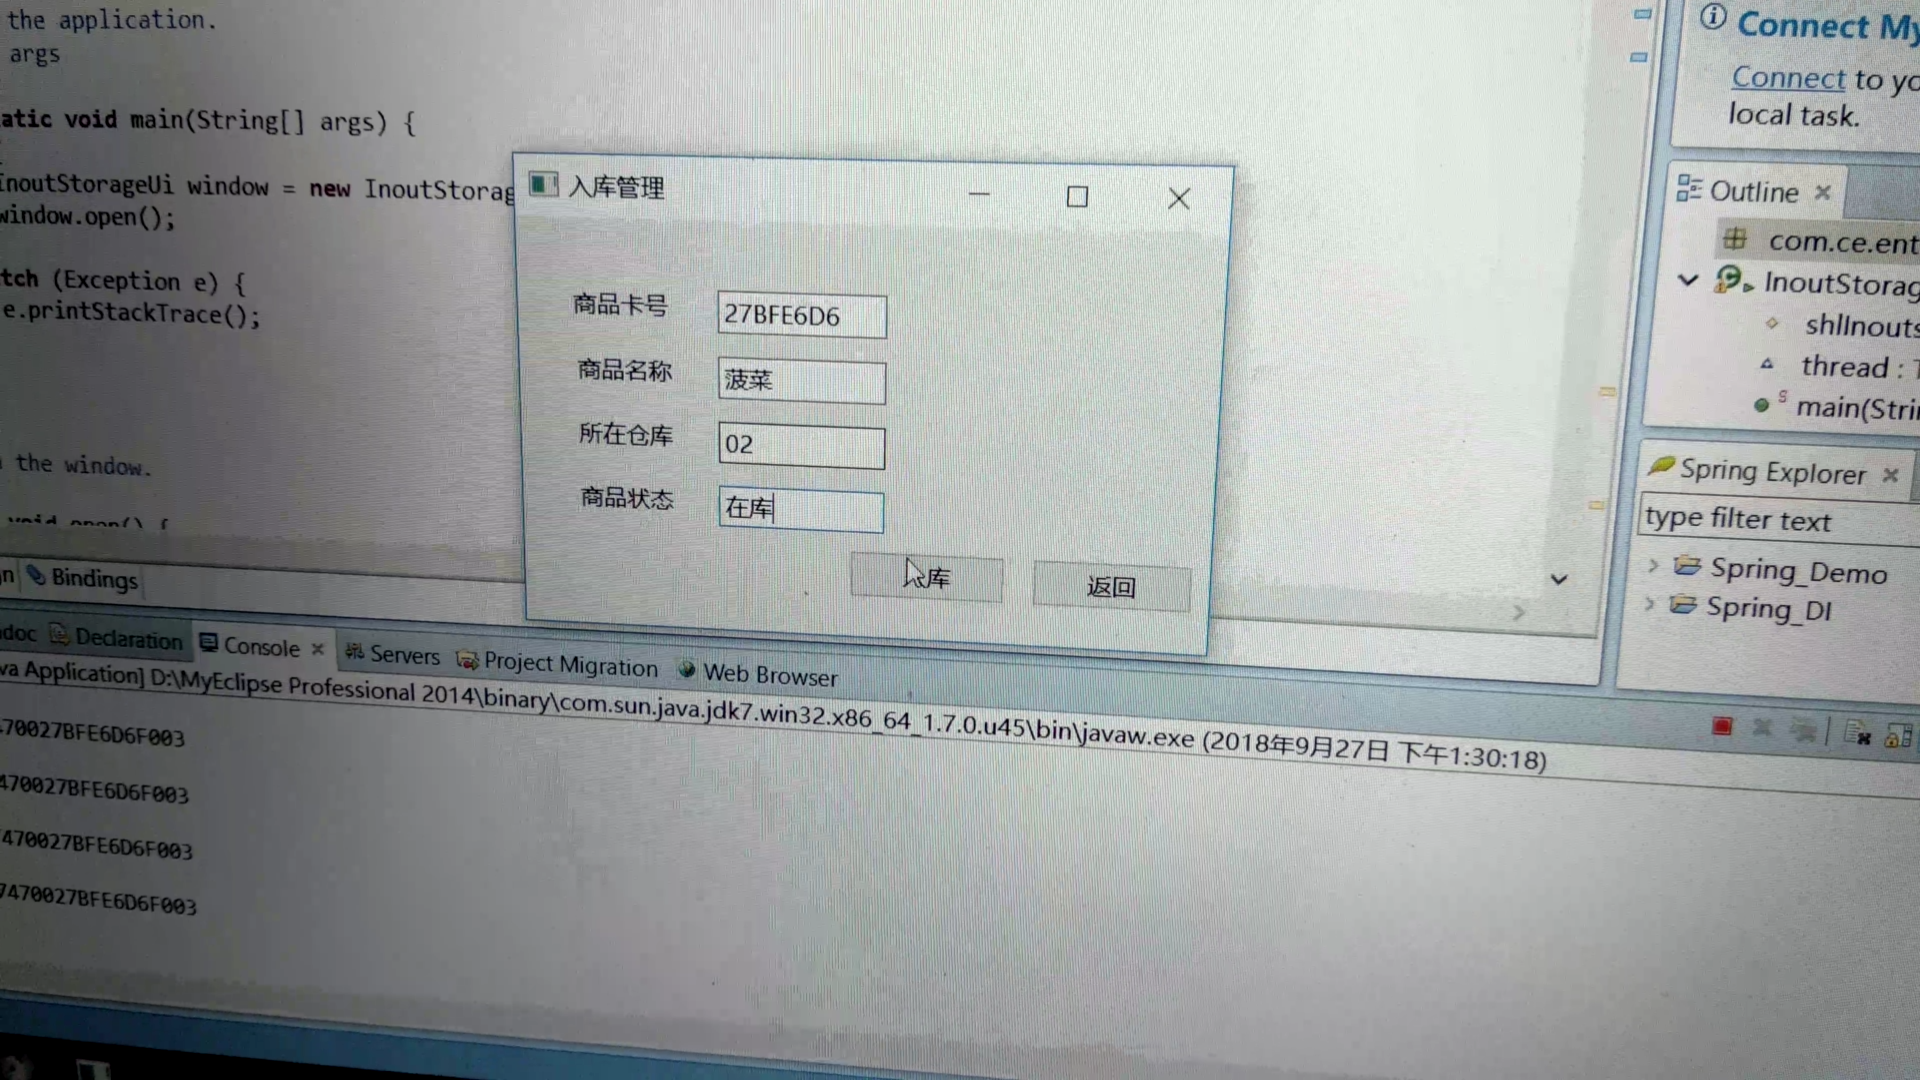 the application.
args
atic void main(String[] args) {
InoutStorageUi window = new InoutStorag
window.open();
tch (Exception e) {
e.printStackTrace();
the window.
void open() {
入库管理
商品卡号 27BFE6D6
商品名称 菠菜
所在仓库 02
商品状态 在库
库 返回
Connect My
Connect to yo
local task.
Outline
com.ce.ent
InoutStorag
shlInouts
thread : T
main(Stri
Spring Explorer
type filter text
Spring_Demo
Spring_DI
n Bindings
doc Declaration Console Servers Project Migration Web Browser
va Application] D:\MyEclipse Professional 2014\binary\com.sun.java.jdk7.win32.x86_64_1.7.0.u45\bin\javaw.exe (2018年9月27日 下午1:30:18)
470027BFE6D6F003
470027BFE6D6F003
470027BFE6D6F003
7470027BFE6D6F003